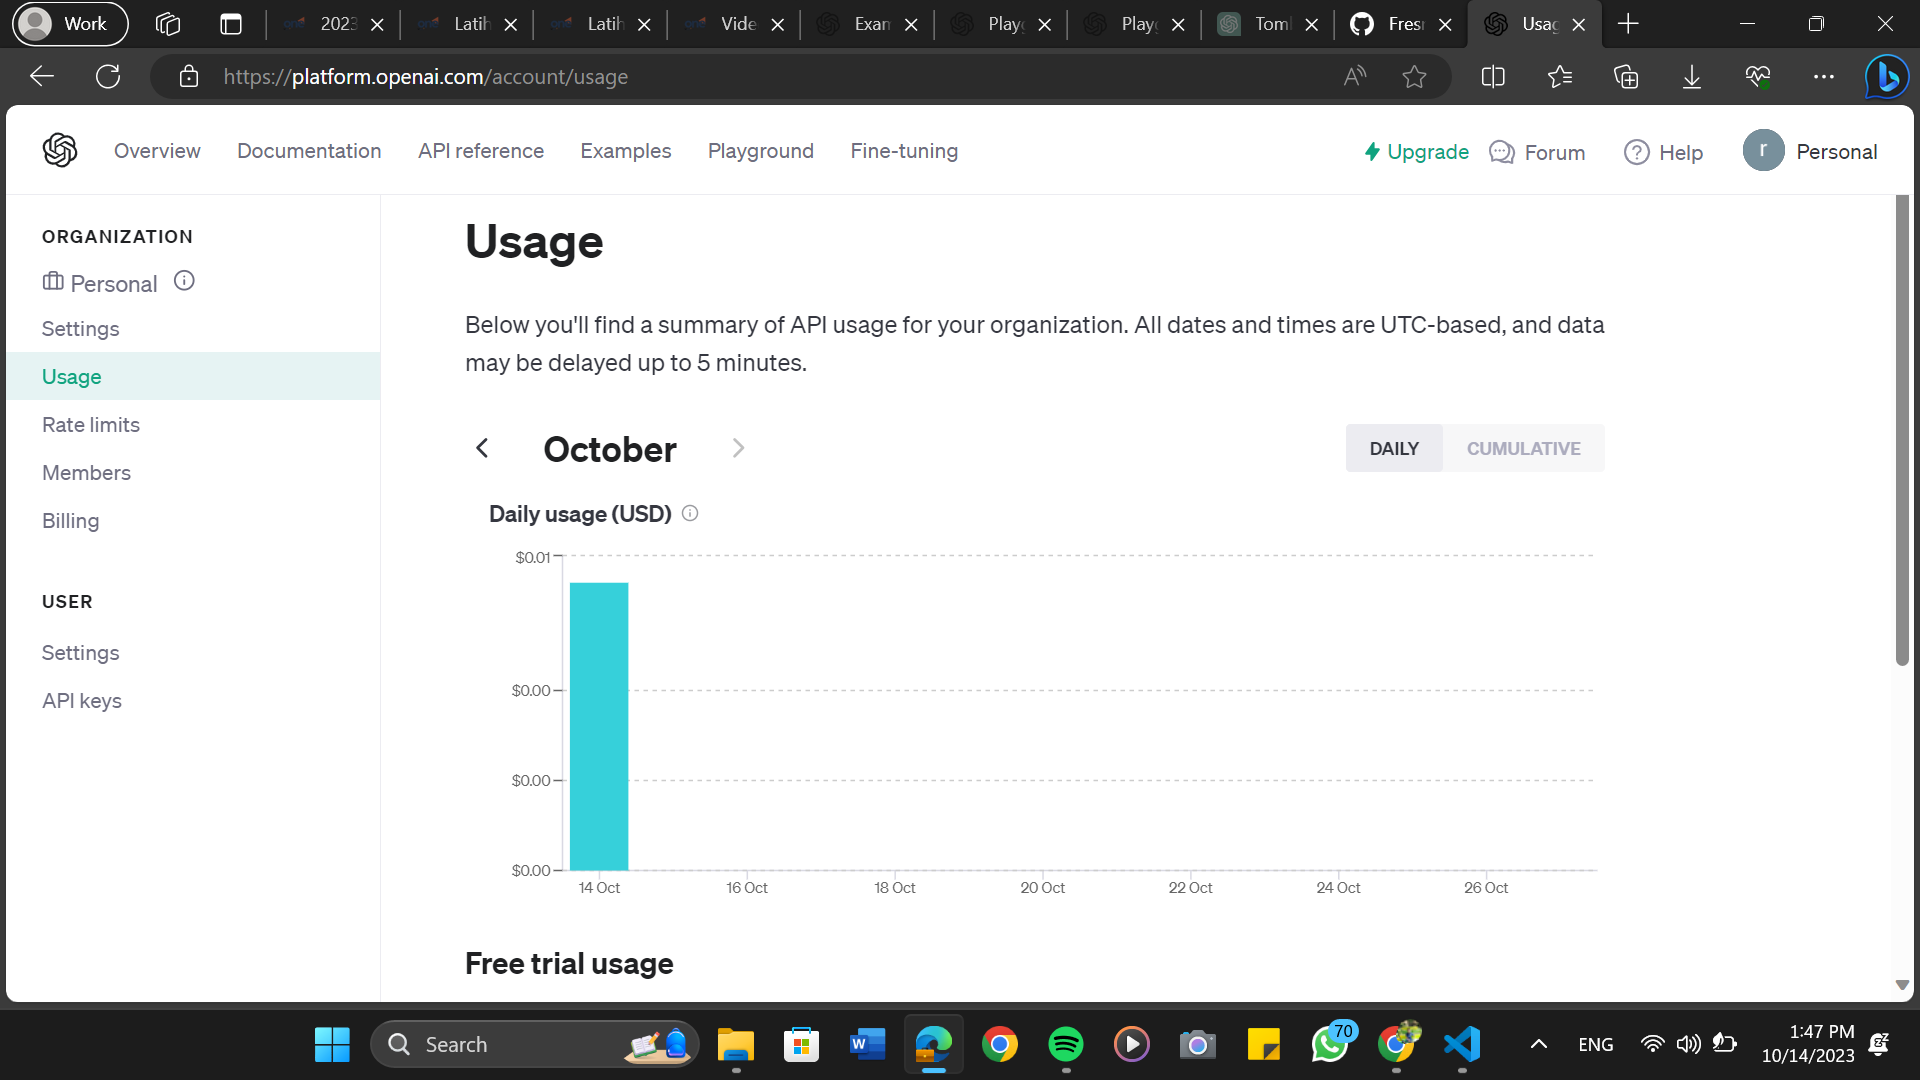 Work
2023
Latih
Latih
Vide
Exam
Play
Play
Toml
Fres
Usag
https://platform.openai.com/account/usage
Overview
Documentation
API reference
Examples
Playground
Fine-tuning
Upgrade
Forum
Help
r
Personal
ORGANIZATION
Personal
Settings
Usage
Rate limits
Members
Billing
USER
Settings
API keys
Usage
Below you'll find a summary of API usage for your organization. All dates and times are UTC-based, and data
may be delayed up to 5 minutes.
October
DAILY
CUMULATIVE
Daily usage (USD)
$0.01
$0.00
$0.00
$0.00
14 Oct
16 Oct
18 Oct
20 Oct
22 Oct
24 Oct
26 Oct
Free trial usage
Search
70
ENG
1:47 PM
10/14/2023